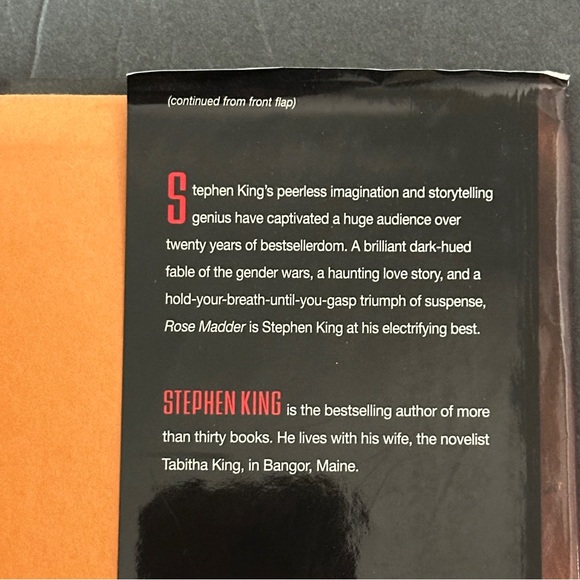 (continued from front flap)
Stephen King's peerless imagination and storytelling
genius have captivated a huge audience over
twenty years of bestsellerdom. A brilliant dark-hued
fable of the gender wars, a haunting love story, and a
hold-your-breath-until-you-gasp triumph of suspense,
Rose Madder is Stephen King at his electrifying best.
STEPHEN KING is the bestselling author of more
than thirty books. He lives with his wife, the novelist
Tabitha King, in Bangor, Maine.